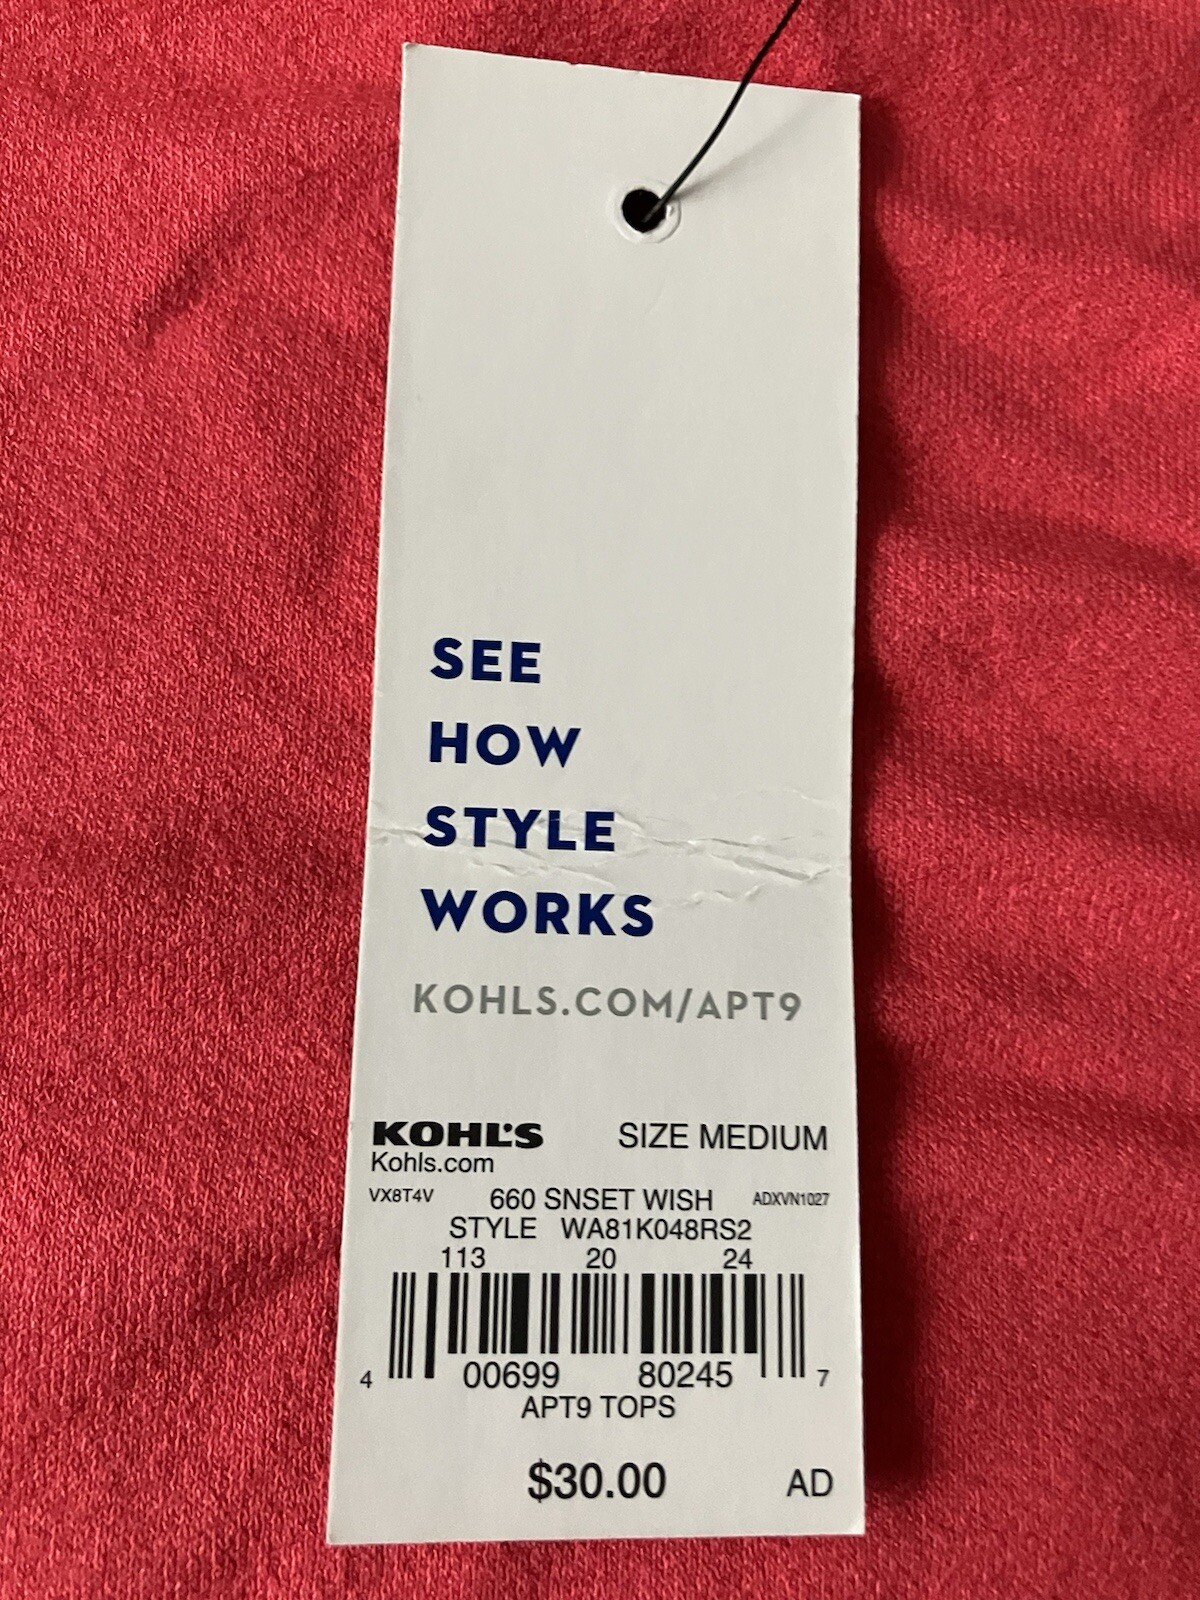 SEE
HOW
STYLE
WORKS
KOHLS.COM/APT9
KOHL'S SIZE MEDIUM
Kohls.com
VX8T4V 660 SNSET WISH ADXVN1027
STYLE WA81K048RS2
113 20 24
4 00699 80245 7
APT9 TOPS
$30.00 AD